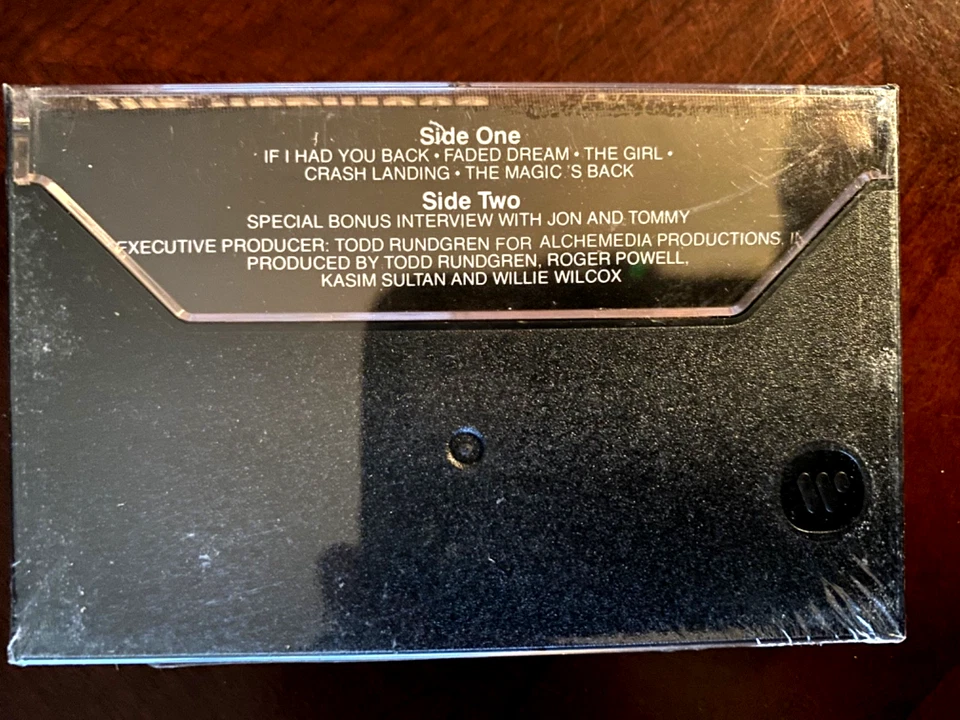 Side One
IF I HAD YOU BACK • FADED DREAM • THE GIRL •
CRASH LANDING • THE MAGIC 'S BACK
Side Two
SPECIAL BONUS INTERVIEW WITH JON AND TOMMY
EXECUTIVE PRODUCER: TODD RUNDGREN FOR ALCHEMEDIA PRODUCTIONS,
PRODUCED BY TODD RUNDGREN, ROGER POWELL,
KASIM SULTAN AND WILLIE WILCOX